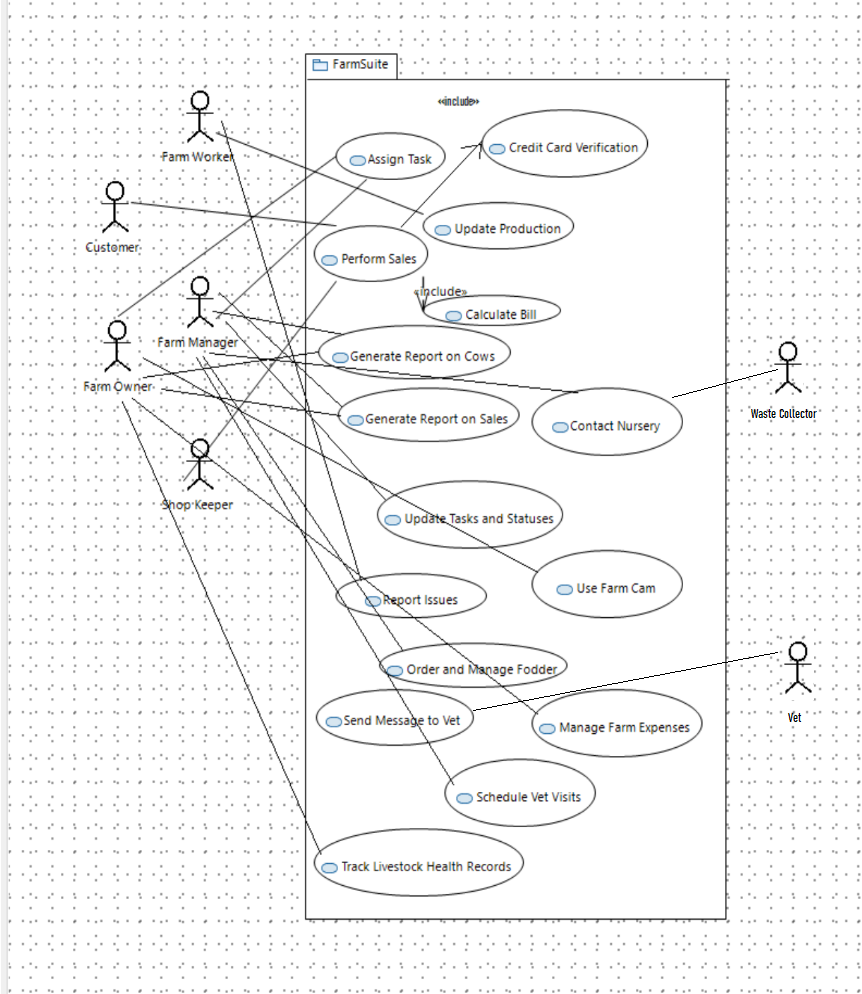 FarmSuite
««include»»
Farm Worker
Assign Task
Credit Card Verification
Customer
Update Production
Perform Sales
«include»
Calculate Bill
Farm Manager
Generate Report on Cows
Farm Owner
Waste Collector
Generate Report on Sales
Contact Nursery
Shop Keeper
Update Tasks and Statuses
Use Farm Cam
Report Issues
Order and Manage Fodder
Send Message to Vet
Manage Farm Expenses
Vet
Schedule Vet Visits
Track Livestock Health Records